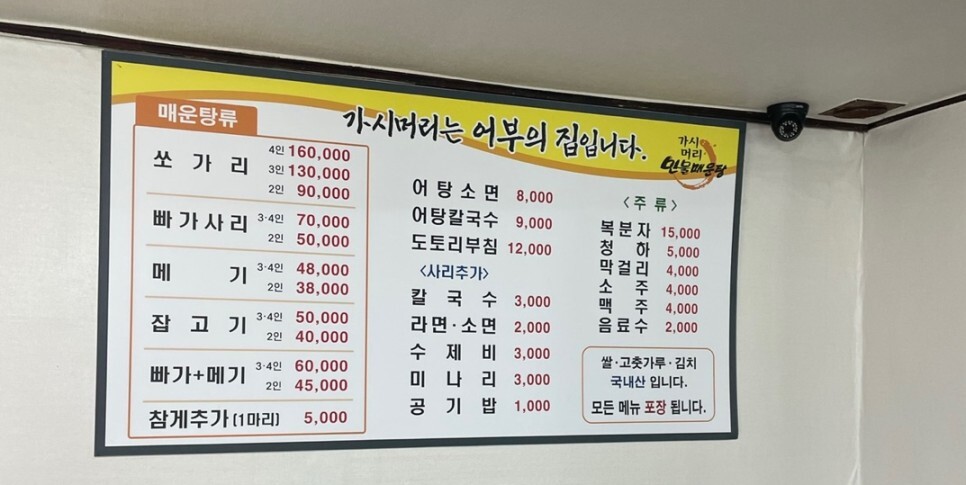 가시머리는 어부의 집입니다.
가시
머리
민물매운탕
매운탕류
쏘가리 4인 160,000
3인 130,000
2인 90,000
빠가사리 3·4인 70,000
2인 50,000
메기 3·4인 48,000
2인 38,000
잡고기 3·4인 50,000
2인 40,000
빠가+메기 3·4인 60,000
2인 45,000
참게추가 (1마리) 5,000
어탕소면 8,000
어탕칼국수 9,000
도토리부침 12,000
<사리추가>
칼국수 3,000
라면·소면 2,000
수제비 3,000
미나리 3,000
공기밥 1,000
<주류>
복분자 15,000
청하 5,000
막걸리 4,000
소주 4,000
맥주 4,000
음료수 2,000
쌀·고춧가루·김치
국내산 입니다.
모든 메뉴 포장 됩니다.